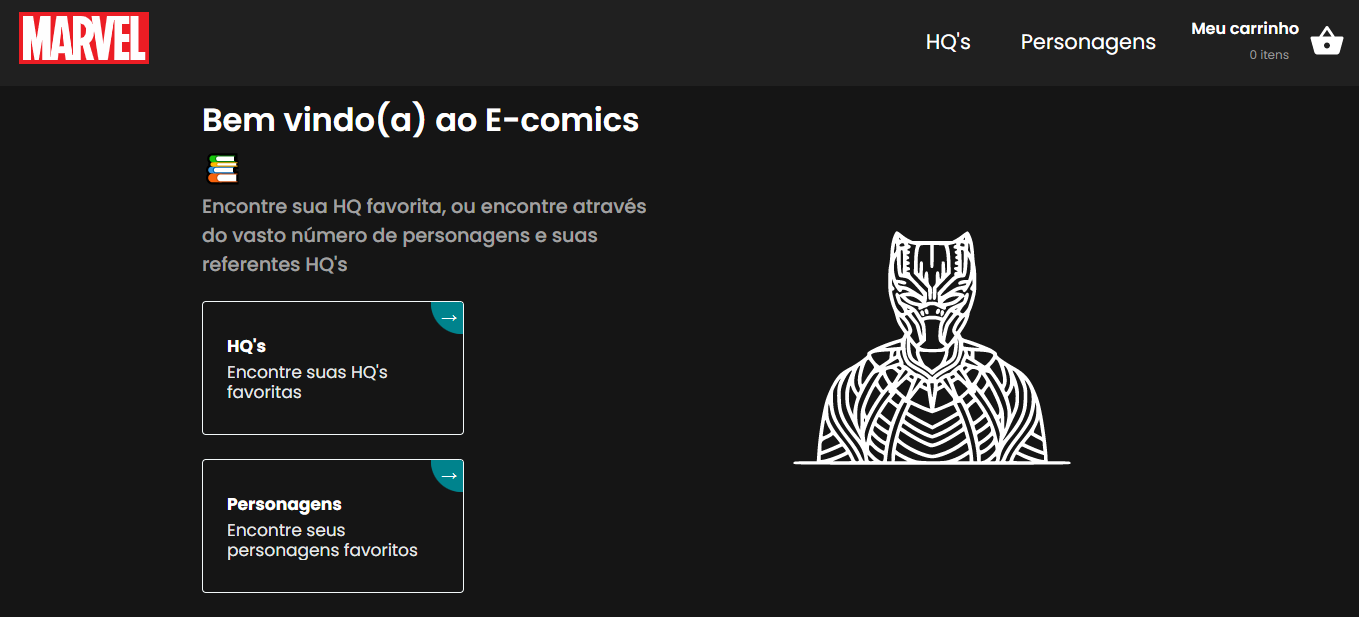 MARVEL
HQ's
Personagens
Meu carrinho
0 itens
Bem vindo(a) ao E-comics
Encontre sua HQ favorita, ou encontre através
do vasto número de personagens e suas
referentes HQ's
→
HQ's
Encontre suas HQ's
favoritas
→
Personagens
Encontre seus
personagens favoritos